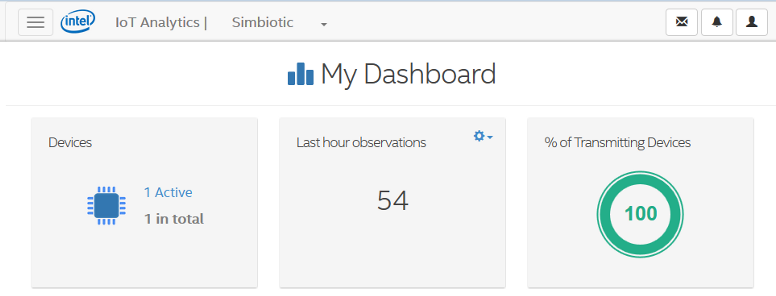 intel IoT Analytics | Simbiotic
My Dashboard
Devices
1 Active
1 in total
Last hour observations
54
% of Transmitting Devices
100